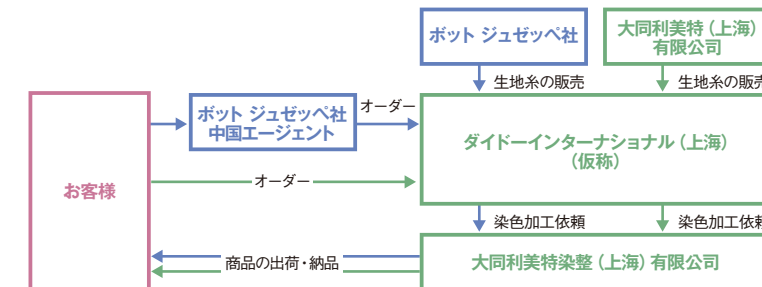 ボット ジュゼッペ社
大同利美特（上海）
有限公司
生地糸の販売
生地糸の販売
ボット ジュゼッペ社
中国エージェント
オーダー
ダイドーインターナショナル（上海）
（仮称）
お客様
オーダー
染色加工依頼
染色加工依頼
商品の出荷・納品
大同利美特染整（上海）有限公司